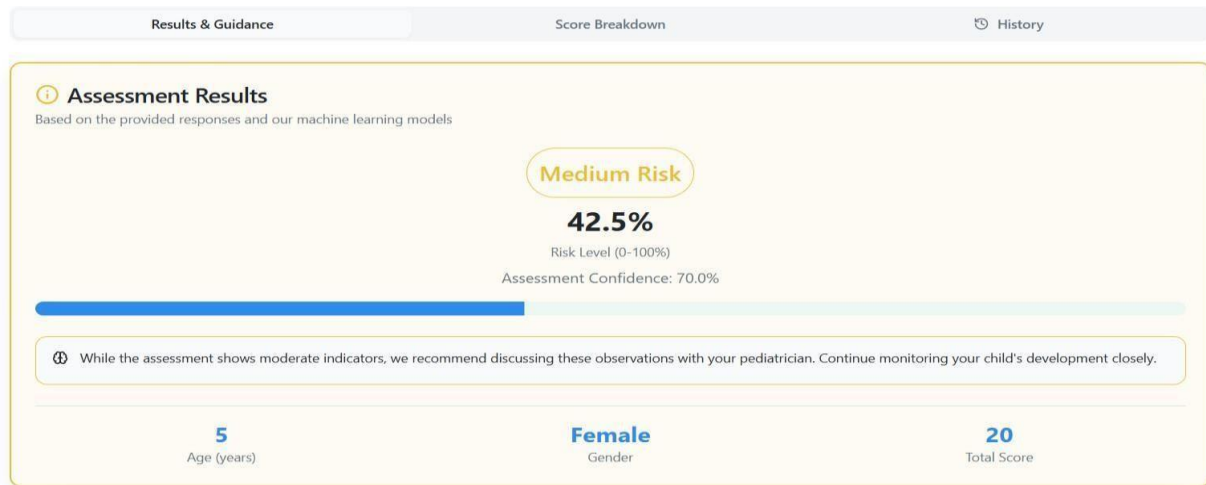 Results & Guidance
Score Breakdown
History
Assessment Results
Based on the provided responses and our machine learning models
Medium Risk
42.5%
Risk Level (0-100%)
Assessment Confidence: 70.0%
While the assessment shows moderate indicators, we recommend discussing these observations with your pediatrician. Continue monitoring your child's development closely.
5
Age (years)
Female
Gender
20
Total Score